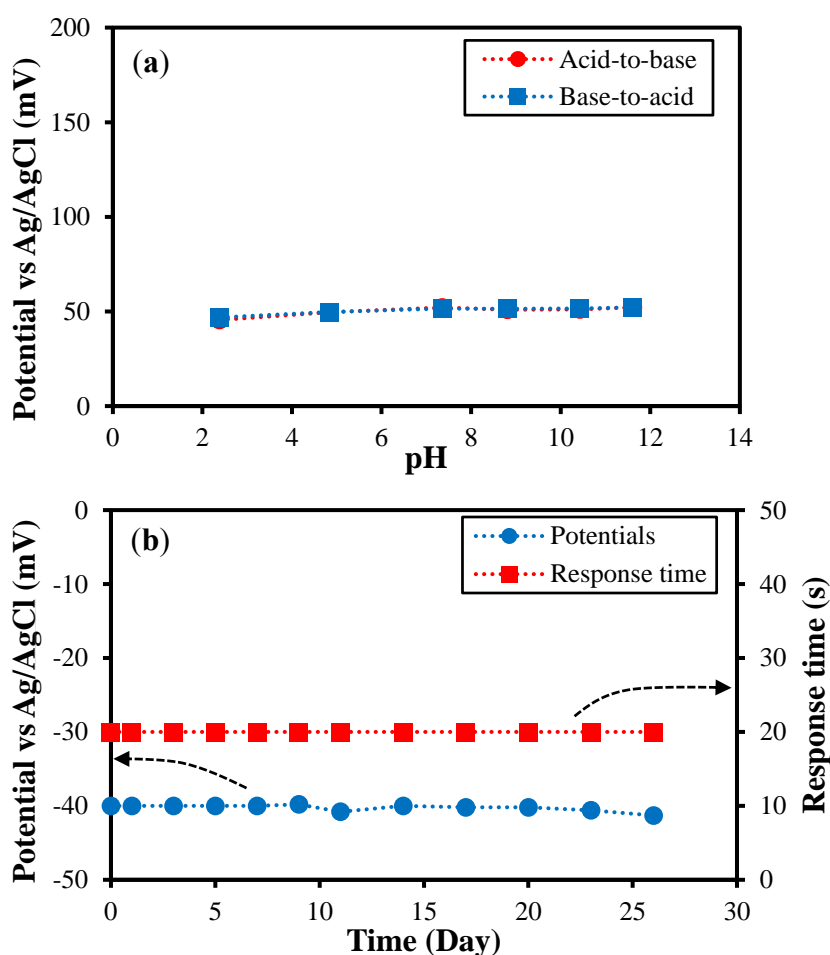 (a)
Acid-to-base
Base-to-acid
Potential vs Ag/AgCl (mV)
200
150
100
50
0
0 2 4 6 8 10 12 14
pH
(b)
Potentials
Response time
Potential vs Ag/AgCl (mV)
0
-10
-20
-30
-40
-50
50
40
30
20
10
0
Response time (s)
0 5 10 15 20 25 30
Time (Day)